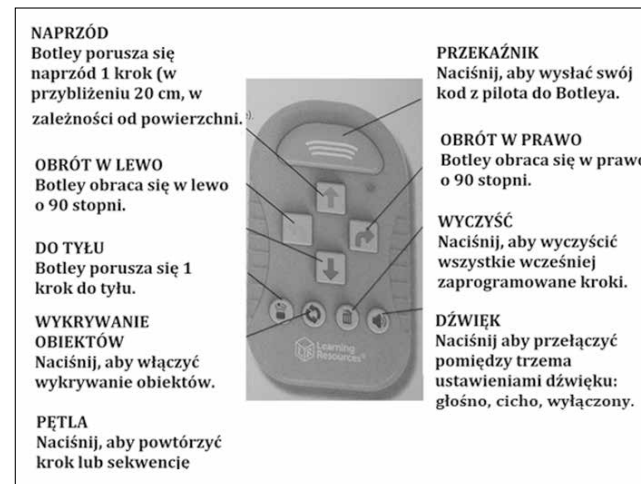 NAPRZÓD
Botley porusza się
naprzód 1 krok (w
przybliżeniu 20 cm, w
zależności od powierzchni.
OBRÓT W LEWO
Botley obraca się w lewo
o 90 stopni.
DO TYŁU
Botley porusza się 1
krok do tyłu.
WYKRYWANIE
OBIEKTÓW
Naciśnij, aby włączyć
wykrywanie obiektów.
PĘTLA
Naciśnij, aby powtórzyć
krok lub sekwencję
Learning
Resources®
PRZEKAŹNIK
Naciśnij, aby wysłać swój
kod z pilota do Botleya.
OBRÓT W PRAWO
Botley obraca się w prawo
o 90 stopni.
WYCZYŚĆ
Naciśnij, aby wyczyścić
wszystkie wcześniej
zaprogramowane kroki.
DŹWIĘK
Naciśnij aby przełączyć
pomiędzy trzema
ustawieniami dźwięku:
głośno, cicho, wyłączony.